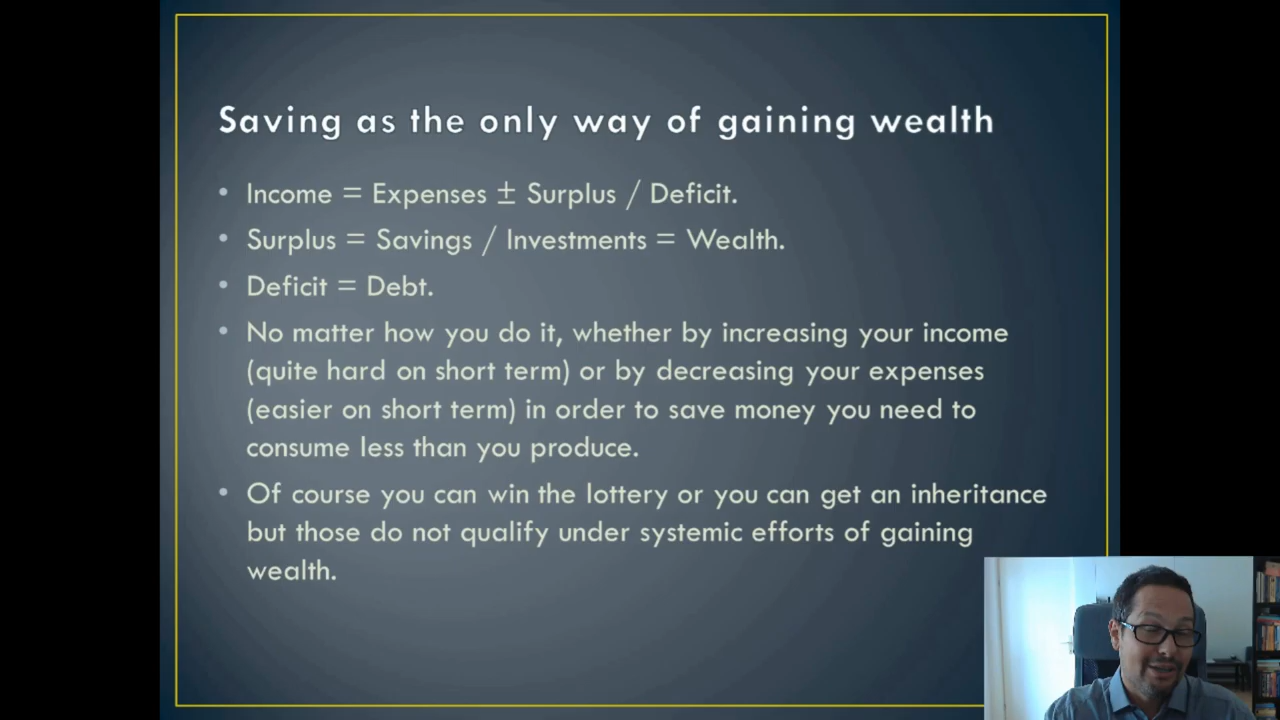 Saving as the only way of gaining wealth
• Income = Expenses ± Surplus / Deficit.
• Surplus = Savings / Investments = Wealth.
• Deficit = Debt.
• No matter how you do it, whether by increasing your income
(quite hard on short term) or by decreasing your expenses
(easier on short term) in order to save money you need to
consume less than you produce.
• Of course you can win the lottery or you can get an inheritance
but those do not qualify under systemic efforts of gaining
wealth.